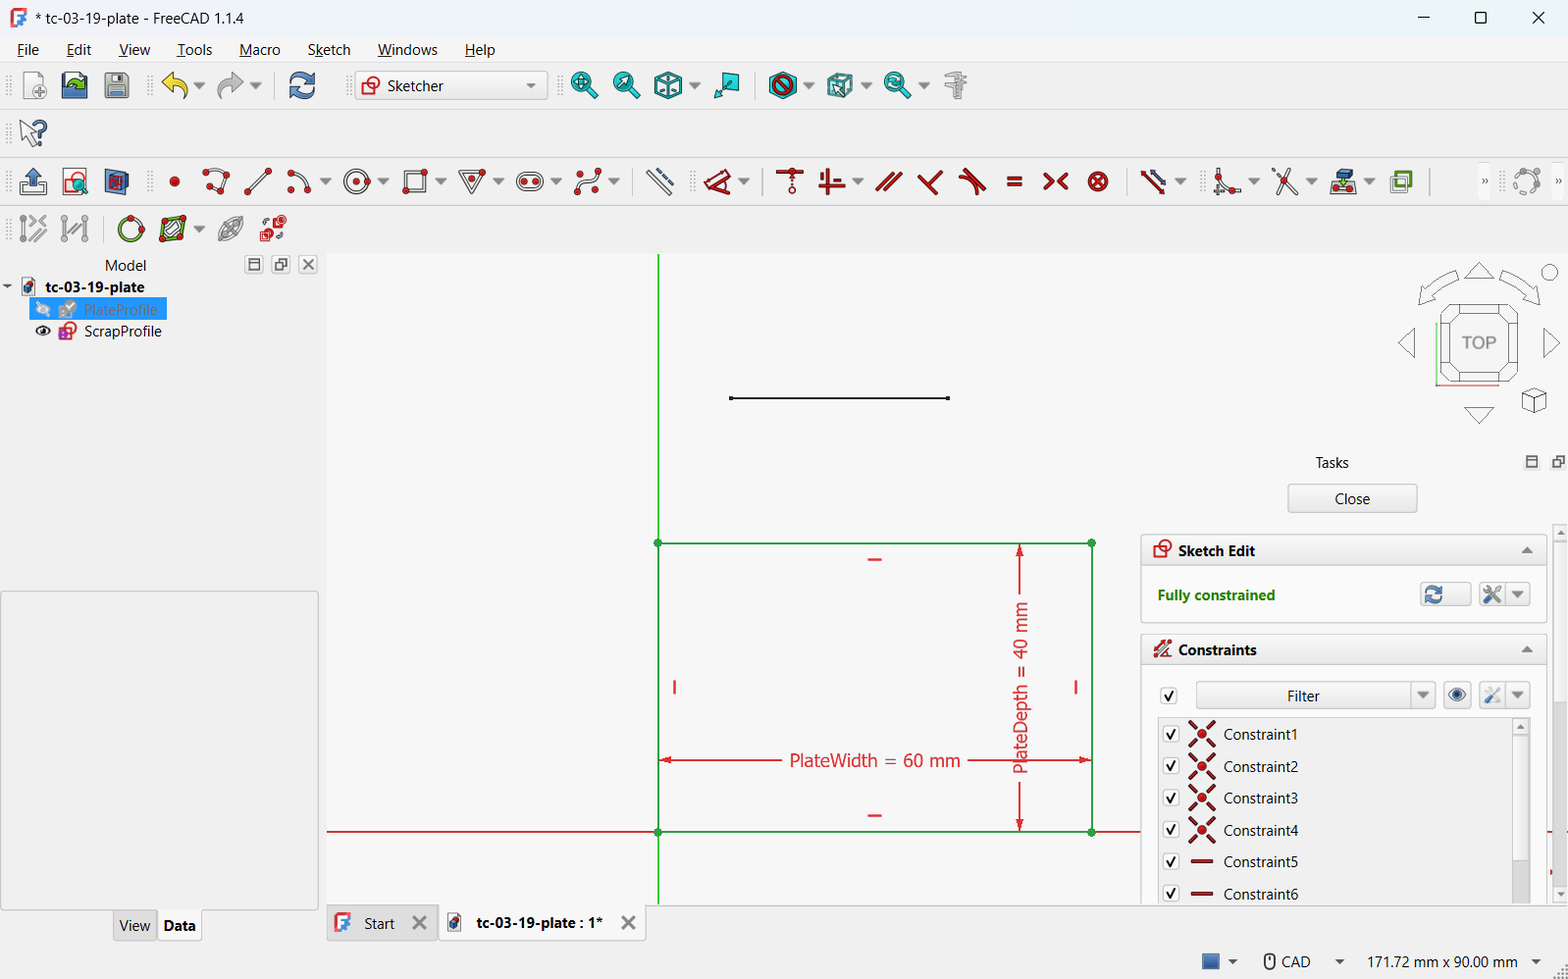 * tc-03-19-plate - FreeCAD 1.1.4
File Edit View Tools Macro Sketch Windows Help
Sketcher
Model
tc-03-19-plate
PlateProfile
ScrapProfile
TOP
Tasks
Close
Sketch Edit
Fully constrained
Constraints
Filter
Constraint1
Constraint2
Constraint3
Constraint4
Constraint5
Constraint6
PlateDepth = 40 mm
PlateWidth = 60 mm
View Data
Start tc-03-19-plate : 1*
CAD 171.72 mm x 90.00 mm